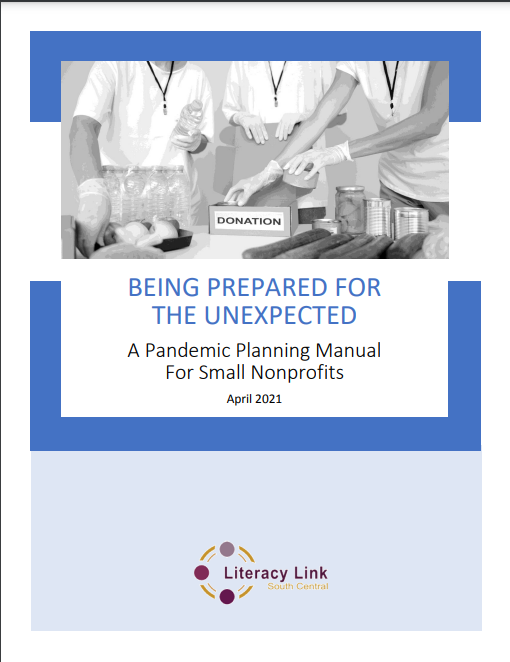 DONATION
BEING PREPARED FOR
THE UNEXPECTED
A Pandemic Planning Manual
For Small Nonprofits
April 2021
Literacy Link
South Central